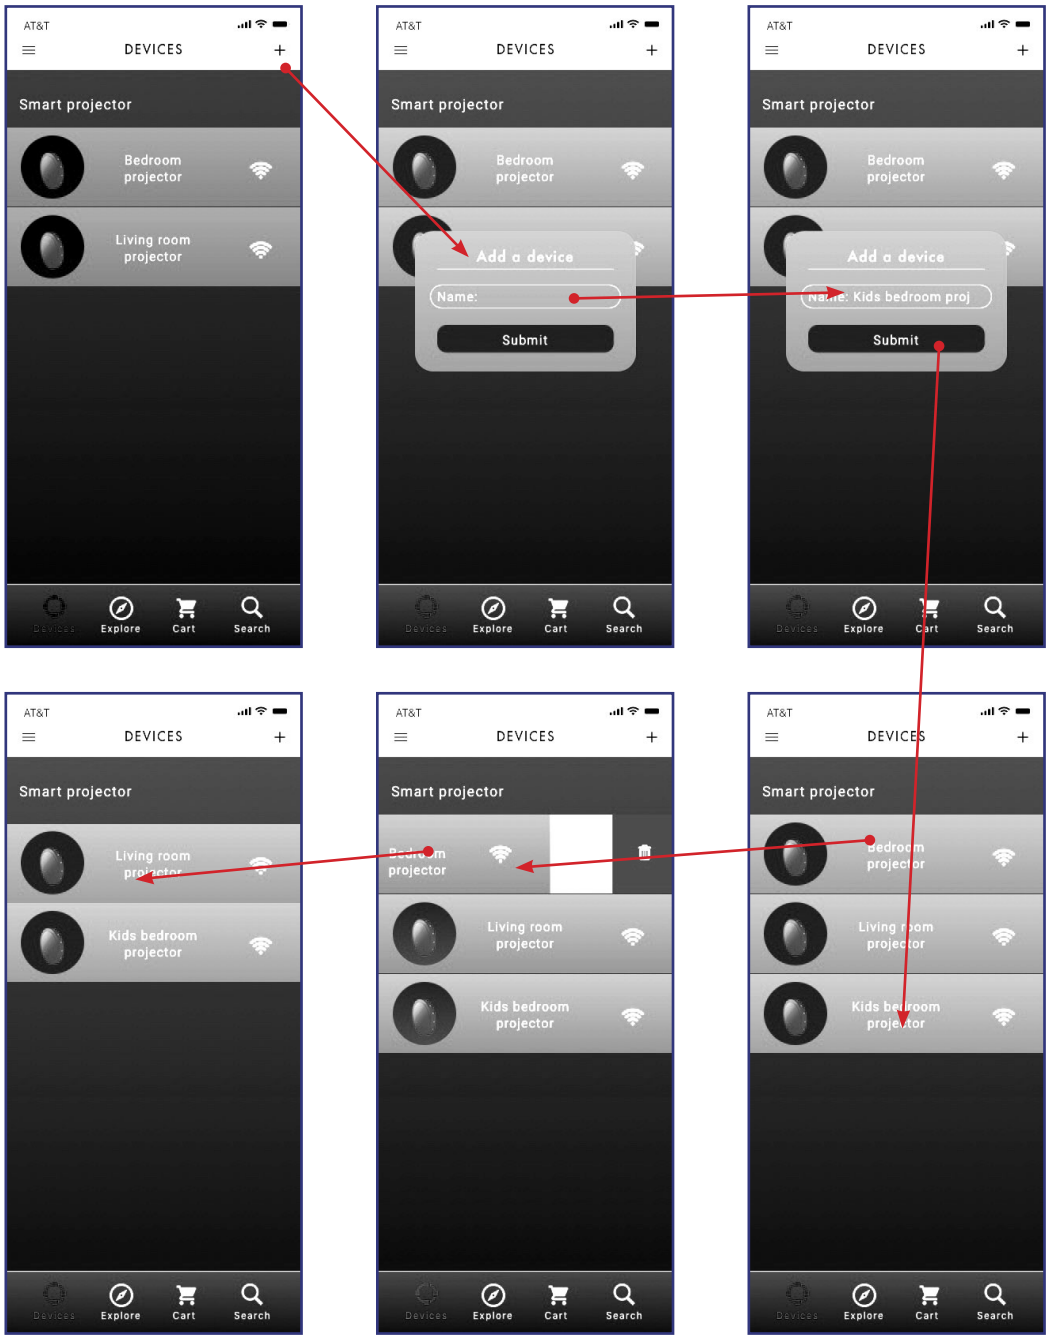 AT&T
DEVICES
Smart projector
Bedroom
projector
Living room
projector
Devices
Explore
Cart
Search
AT&T
DEVICES
Smart projector
Bedroom
projector
Add a device
Name:
Submit
Devices
Explore
Cart
Search
AT&T
DEVICES
Smart projector
Bedroom
projector
Add a device
Name: Kids bedroom proj
Submit
Devices
Explore
Cart
Search
AT&T
DEVICES
Smart projector
Living room
projector
Kids bedroom
projector
Devices
Explore
Cart
Search
AT&T
DEVICES
Smart projector
Bedroom
projector
Living room
projector
Kids bedroom
projector
Devices
Explore
Cart
Search
AT&T
DEVICES
Smart projector
Bedroom
projector
Living room
projector
Kids bedroom
projector
Devices
Explore
Cart
Search